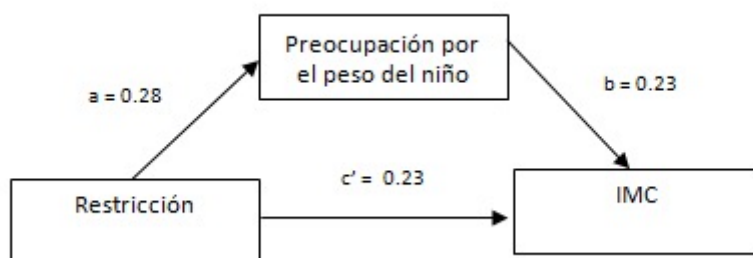 Preocupación por
el peso del niño
a = 0.28
b = 0.23
c' = 0.23
Restricción
IMC